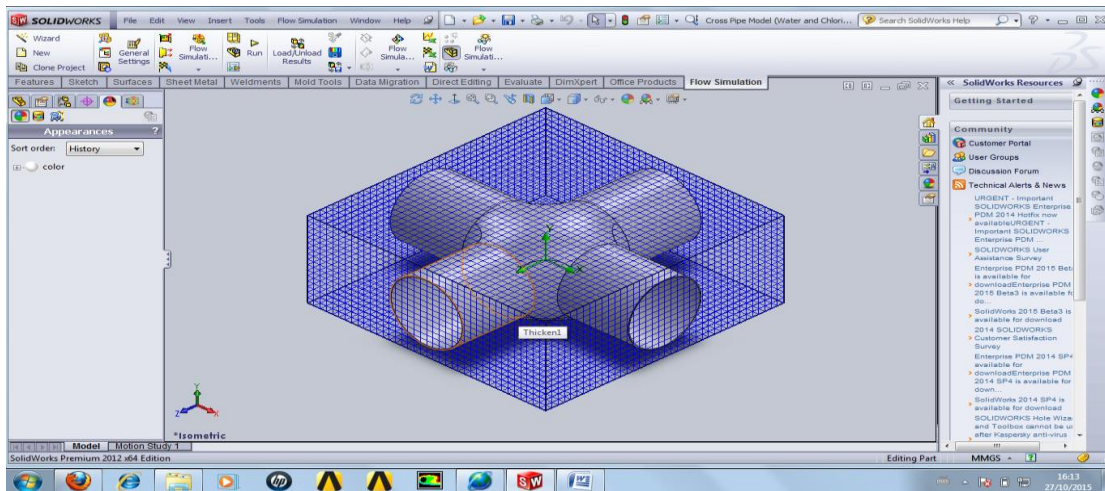 SOLIDWORKS File Edit View Insert Tools Flow Simulation Window Help Cross Pipe Model (Water and Chlori... Search SolidWorks Help
Wizard
New
Clone Project
General Settings
Flow Simulati...
Run
Load/Unload Results
Flow Simula...
Flow Simulati...
Features Sketch Surfaces Sheet Metal Weldments Mold Tools Data Migration Direct Editing Evaluate DimXpert Office Products Flow Simulation
Appearances ?
Sort order: History
color
Thicken1
Y
Z X
Y
Z X
*Isometric
Model Motion Study 1
SolidWorks Premium 2012 x64 Edition
Editing Part MMGS
SolidWorks Resources
Getting Started
Community
Customer Portal
User Groups
Discussion Forum
Technical Alerts & News
URGENT - Important
SOLIDWORKS Enterprise
PDM 2014 Hotfix now
availableURGENT -
Important SOLIDWORKS
Enterprise PDM ...
SOLIDWORKS User
Assistance Survey
Enterprise PDM 2015 Beta
is available for
downloadEnterprise PDM
2015 Beta3 is available fo
do...
SolidWorks 2015 Beta3 is
available for download
2014 SOLIDWORKS
Customer Satisfaction
Survey
Enterprise PDM 2014 SP4
available for
downloadEnterprise PDM
2014 SP4 is available for
down...
SolidWorks 2014 SP4 is
available for download
SOLIDWORKS Hole Wiza
and Toolbox cannot be u
after Kaspersky anti-virus
16:13
27/10/2015